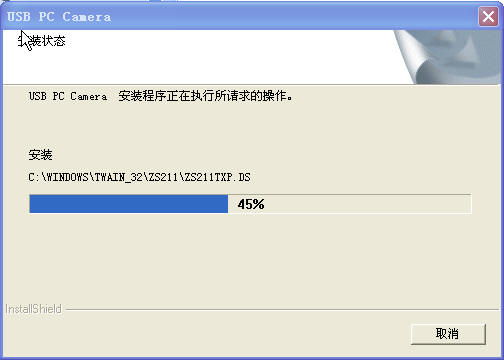 USB PC Camera
安装状态
USB PC Camera 安装程序正在执行所请求的操作。
安装
C:\WINDOWS\TWAIN_32\ZS211\ZS211TXP.DS
45%
InstallShield
取消